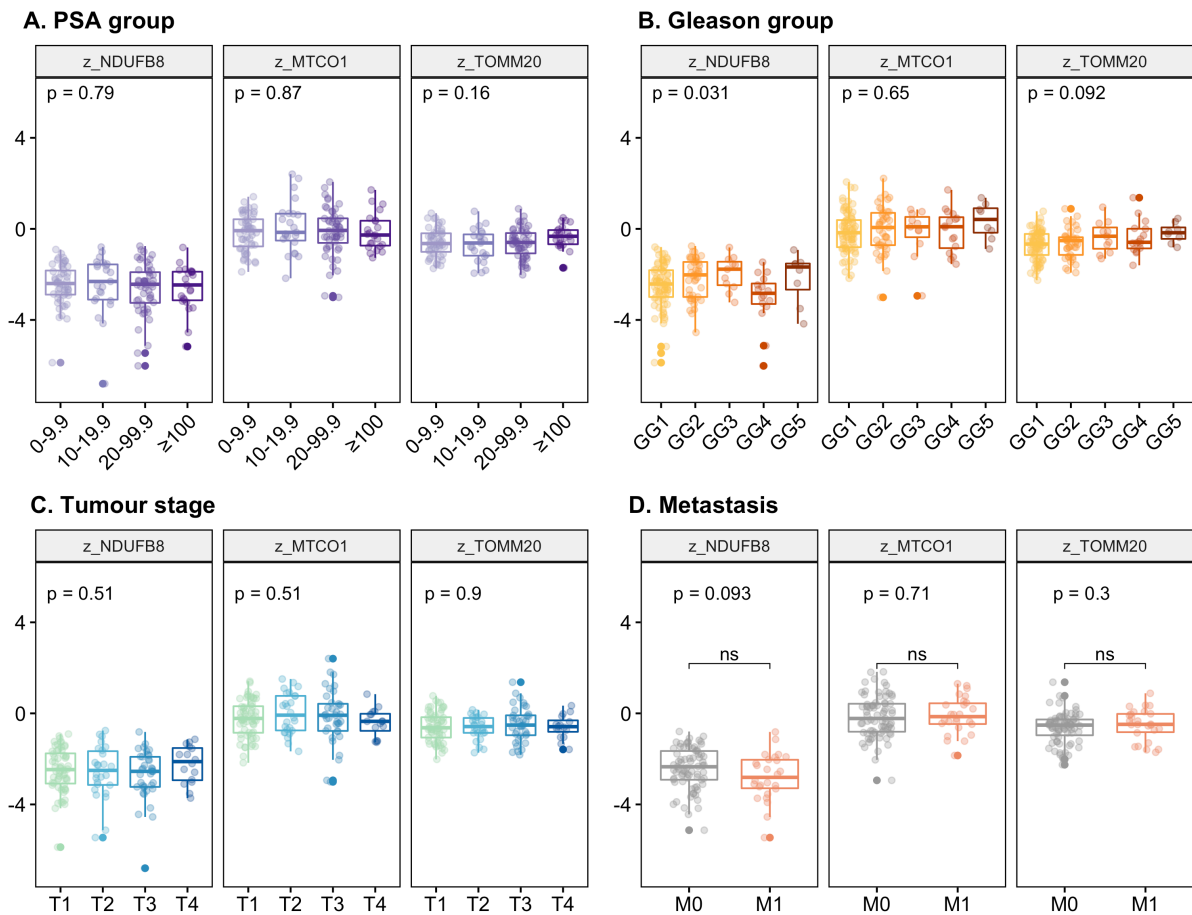 A. PSA group
z_NDUFB8
z_MTCO1
z_TOMM20
p = 0.79
p = 0.87
p = 0.16
4
0
-4
0-9.9
10-19.9
20-99.9
≥100
0-9.9
10-19.9
20-99.9
≥100
0-9.9
10-19.9
20-99.9
≥100
B. Gleason group
z_NDUFB8
z_MTCO1
z_TOMM20
p = 0.031
p = 0.65
p = 0.092
4
0
-4
GG1
GG2
GG3
GG4
GG5
GG1
GG2
GG3
GG4
GG5
GG1
GG2
GG3
GG4
GG5
C. Tumour stage
z_NDUFB8
z_MTCO1
z_TOMM20
p = 0.51
p = 0.51
p = 0.9
4
0
-4
T1 T2 T3 T4
T1 T2 T3 T4
T1 T2 T3 T4
D. Metastasis
z_NDUFB8
z_MTCO1
z_TOMM20
p = 0.093
p = 0.71
p = 0.3
4
ns
ns
ns
0
-4
M0 M1
M0 M1
M0 M1